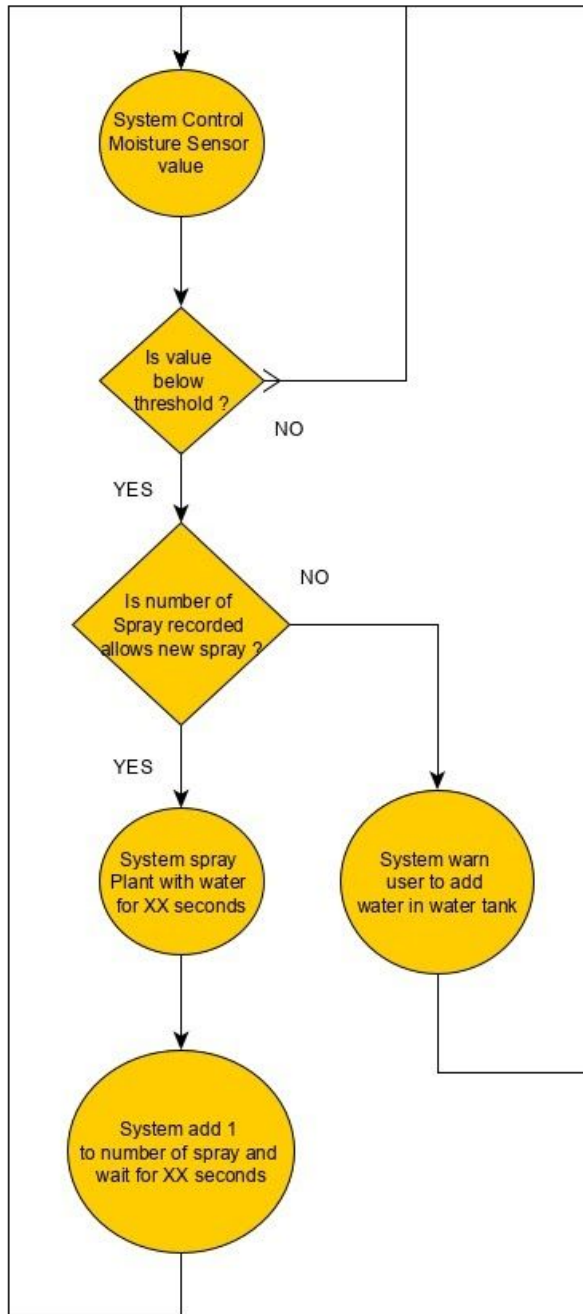 System Control
Moisture Sensor
value
Is value
below
threshold ?
NO
YES
Is number of
Spray recorded
allows new spray ?
NO
YES
System spray
Plant with water
for XX seconds
System warn
user to add
water in water tank
System add 1
to number of spray and
wait for XX seconds